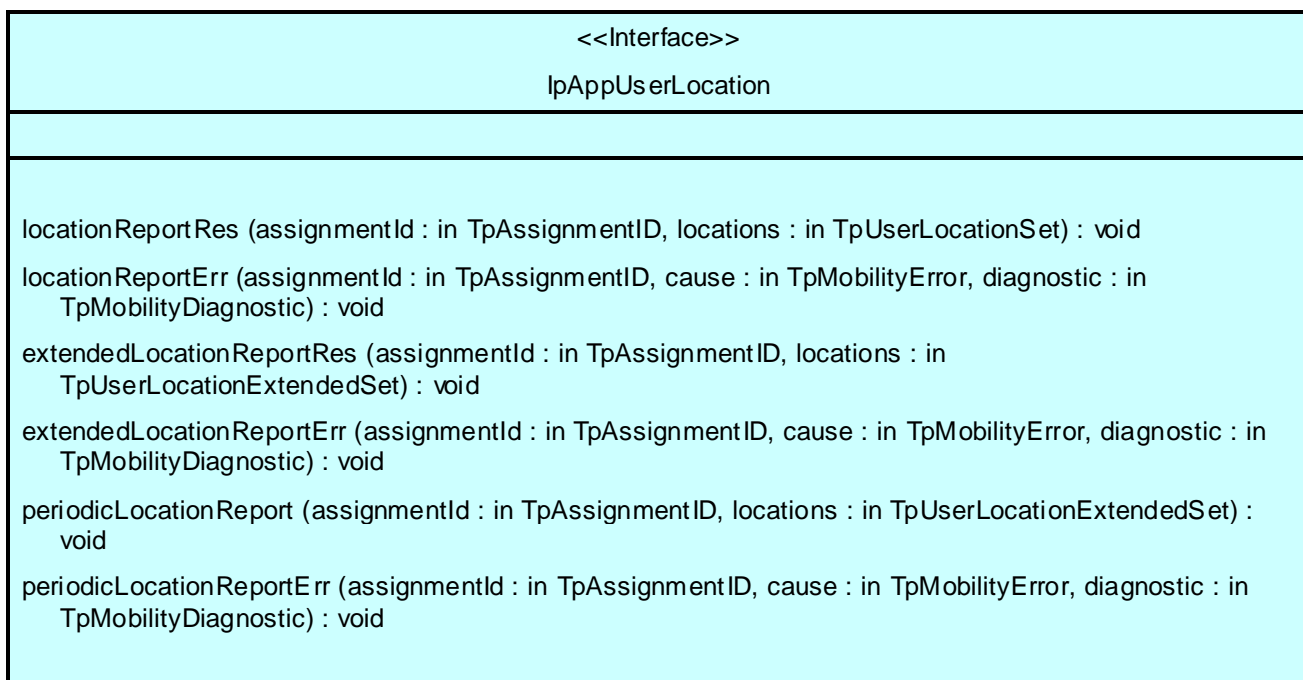 <<Interface>>
IpAppUserLocation
locationReportRes (assignmentId : in TpAssignmentID, locations : in TpUserLocationSet) : void
locationReportErr (assignmentId : in TpAssignmentID, cause : in TpMobilityError, diagnostic : in
TpMobilityDiagnostic) : void
extendedLocationReportRes (assignmentId : in TpAssignmentID, locations : in
TpUserLocationExtendedSet) : void
extendedLocationReportErr (assignmentId : in TpAssignmentID, cause : in TpMobilityError, diagnostic : in
TpMobilityDiagnostic) : void
periodicLocationReport (assignmentId : in TpAssignmentID, locations : in TpUserLocationExtendedSet) :
void
periodicLocationReportErr (assignmentId : in TpAssignmentID, cause : in TpMobilityError, diagnostic : in
TpMobilityDiagnostic) : void